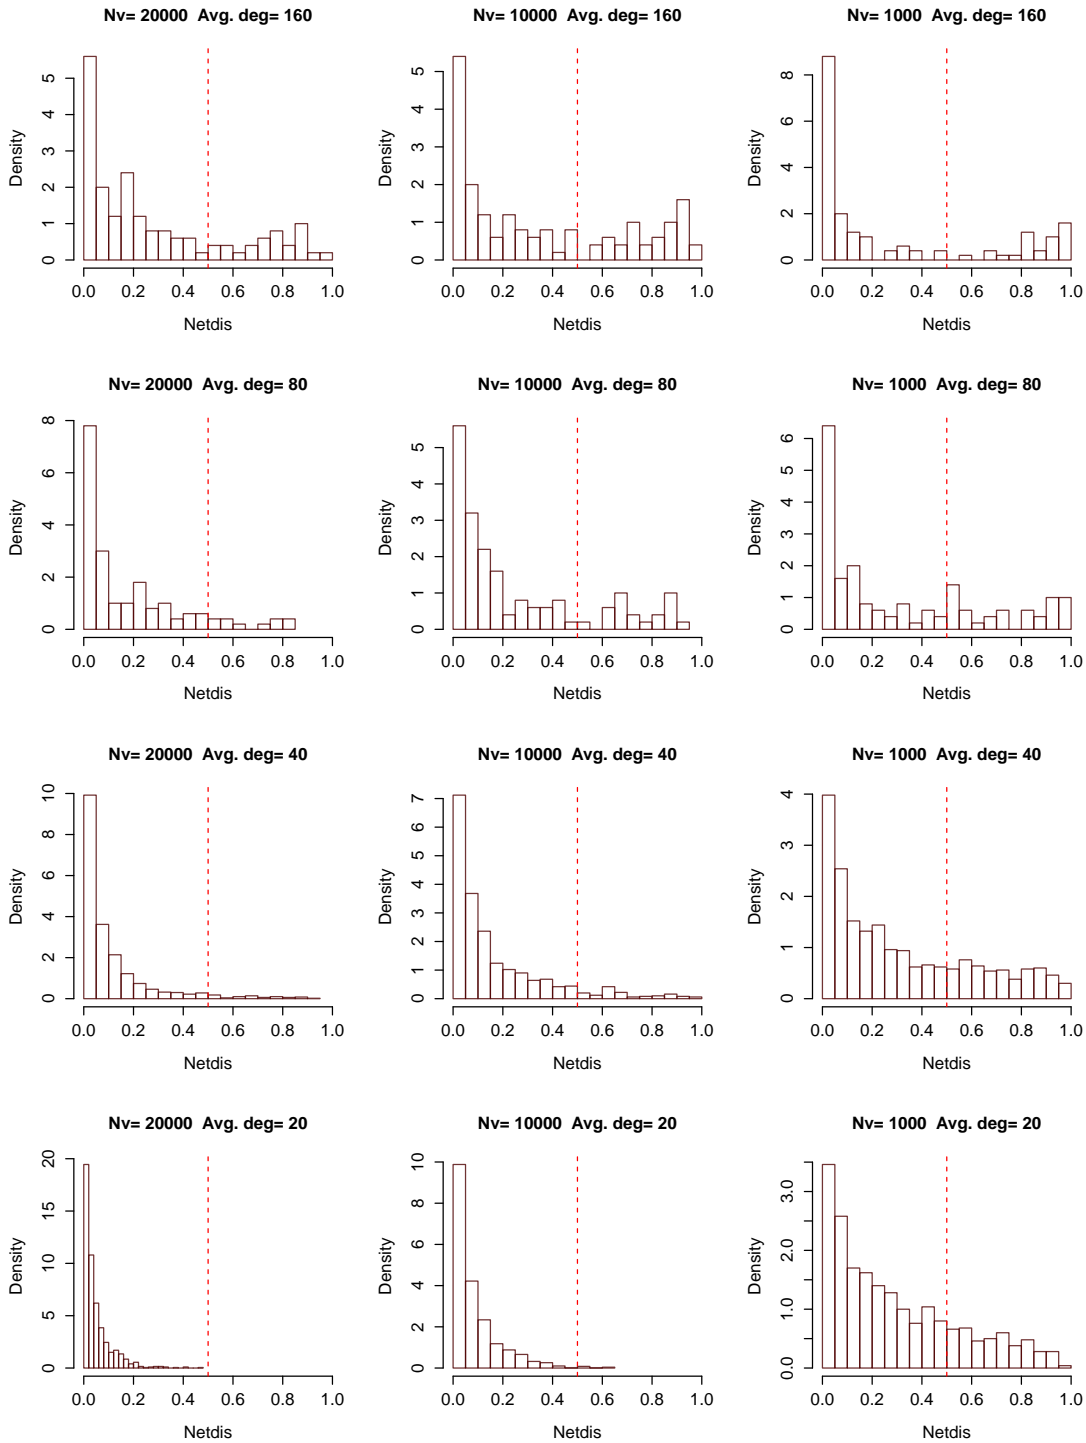 Nv= 20000 Avg. deg= 160
Density
0 1 2 3 4 5
0.0 0.2 0.4 0.6 0.8 1.0
Netdis
Nv= 10000 Avg. deg= 160
Density
0 1 2 3 4 5
0.0 0.2 0.4 0.6 0.8 1.0
Netdis
Nv= 1000 Avg. deg= 160
Density
0 2 4 6 8
0.0 0.2 0.4 0.6 0.8 1.0
Netdis
Nv= 20000 Avg. deg= 80
Density
0 2 4 6 8
0.0 0.2 0.4 0.6 0.8 1.0
Netdis
Nv= 10000 Avg. deg= 80
Density
0 1 2 3 4 5
0.0 0.2 0.4 0.6 0.8 1.0
Netdis
Nv= 1000 Avg. deg= 80
Density
0 1 2 3 4 5 6
0.0 0.2 0.4 0.6 0.8 1.0
Netdis
Nv= 20000 Avg. deg= 40
Density
0 2 4 6 8 10
0.0 0.2 0.4 0.6 0.8 1.0
Netdis
Nv= 10000 Avg. deg= 40
Density
0 1 2 3 4 5 6 7
0.0 0.2 0.4 0.6 0.8 1.0
Netdis
Nv= 1000 Avg. deg= 40
Density
0 1 2 3 4
0.0 0.2 0.4 0.6 0.8 1.0
Netdis
Nv= 20000 Avg. deg= 20
Density
0 5 10 15 20
0.0 0.2 0.4 0.6 0.8 1.0
Netdis
Nv= 10000 Avg. deg= 20
Density
0 2 4 6 8 10
0.0 0.2 0.4 0.6 0.8 1.0
Netdis
Nv= 1000 Avg. deg= 20
Density
0.0 1.0 2.0 3.0
0.0 0.2 0.4 0.6 0.8 1.0
Netdis